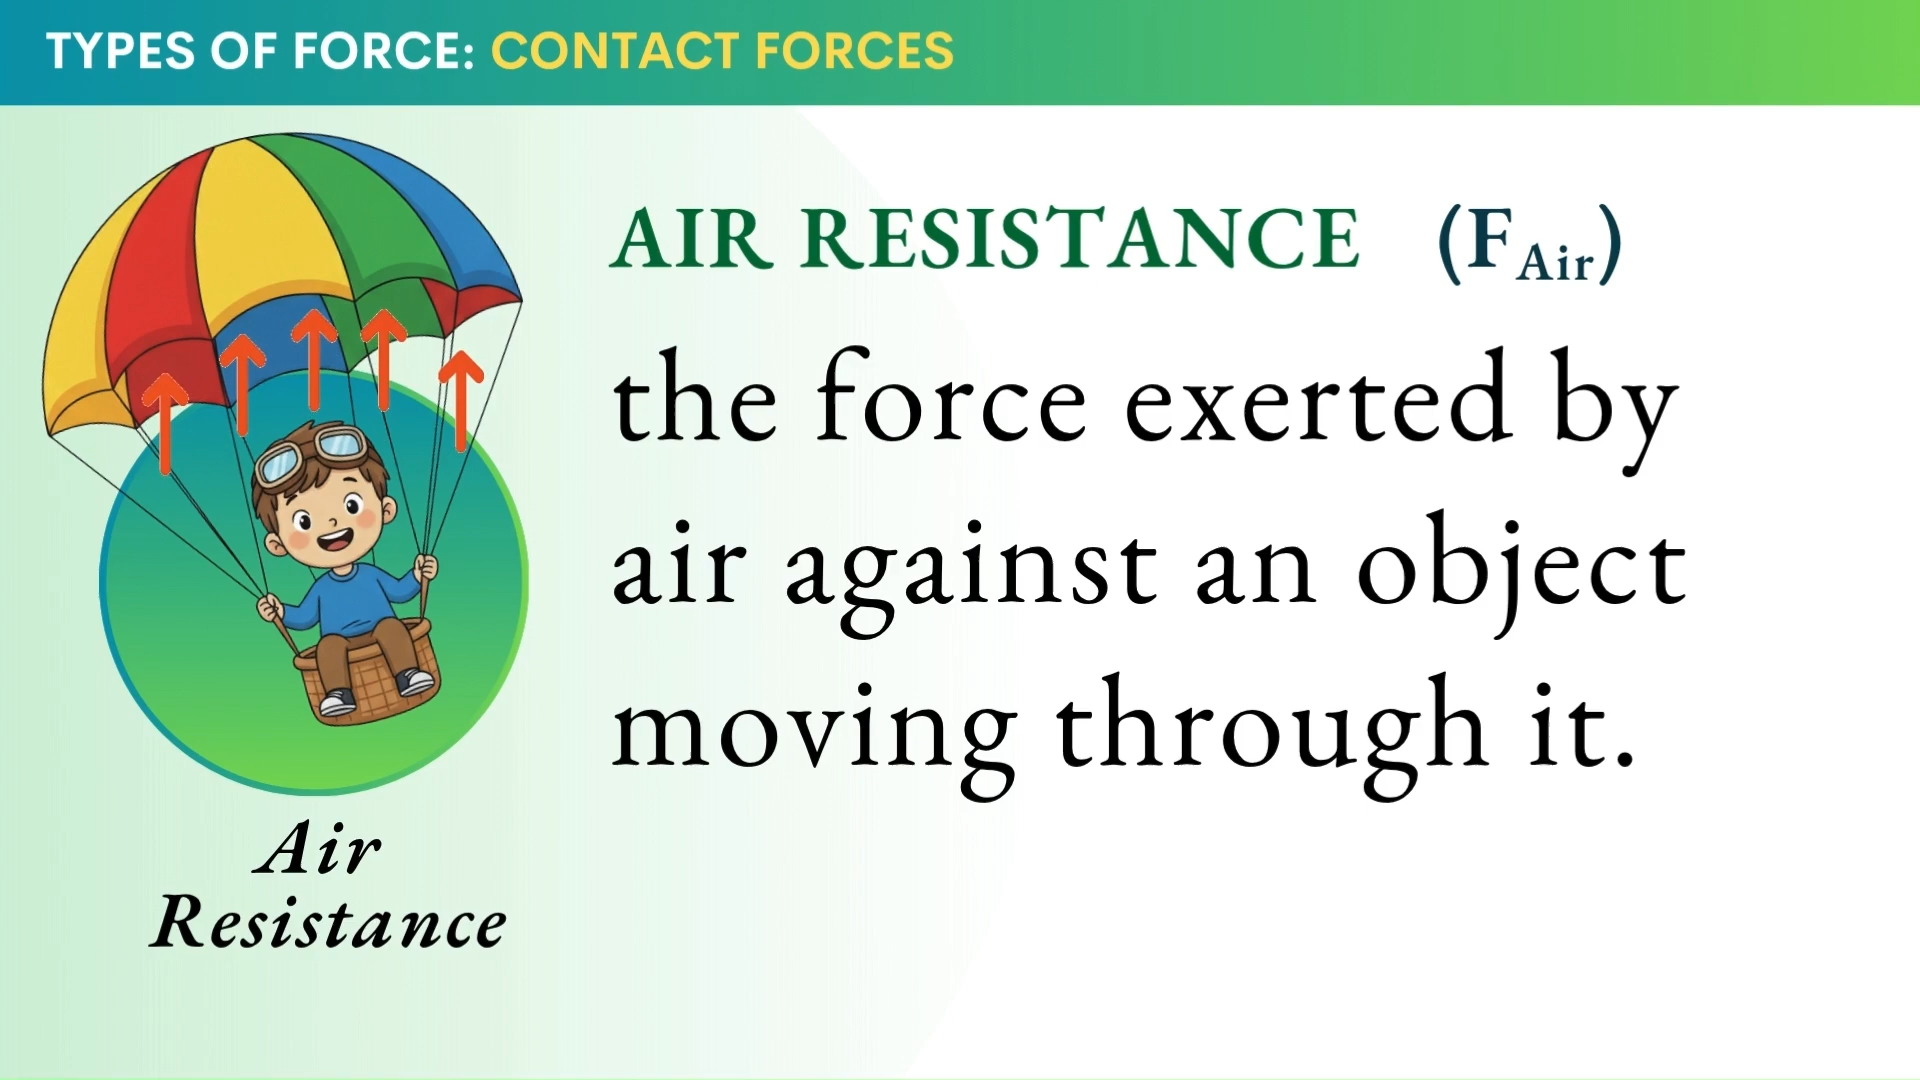 TYPES OF FORCE: CONTACT FORCES
AIR RESISTANCE (F_Air)
the force exerted by
air against an object
moving through it.
Air
Resistance